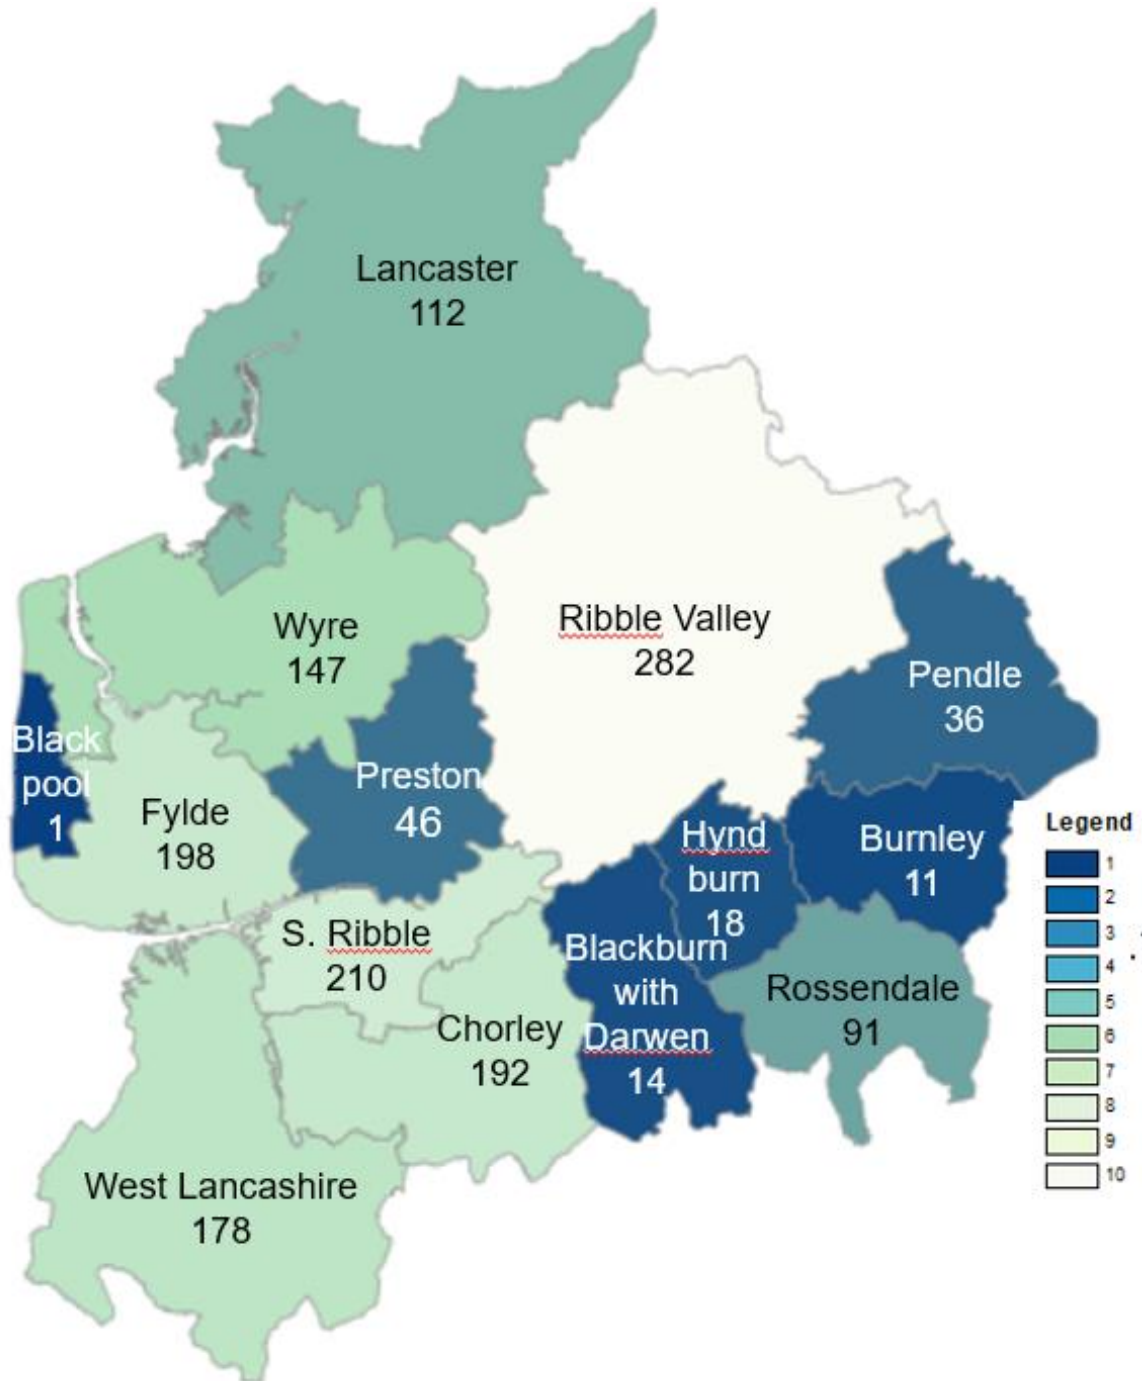 Lancaster
112
Wyre
147
Ribble Valley
282
Pendle
36
Black
pool
1
Fylde
198
Preston
46
Hynd
burn
18
Burnley
11
S. Ribble
210
Blackburn
with
Darwen
14
Rossendale
91
Chorley
192
West Lancashire
178
Legend
1
2
3
4
5
6
7
8
9
10